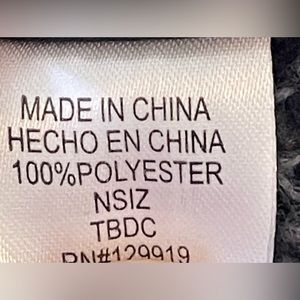 MADE IN CHINA
HECHO EN CHINA
100%POLYESTER
NSIZ
TBDC
RN#129919